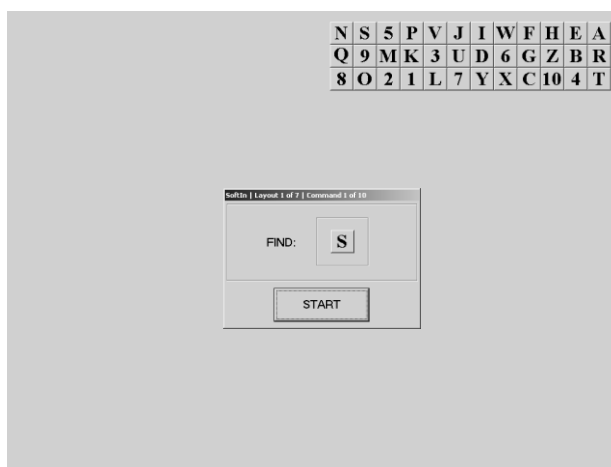 N S 5 P V J I W F H E A
Q 9 M K 3 U D 6 G Z B R
8 O 2 1 L 7 Y X C 10 4 T
SoftIn | Layout 1 of 7 | Command 1 of 10
FIND: S
START